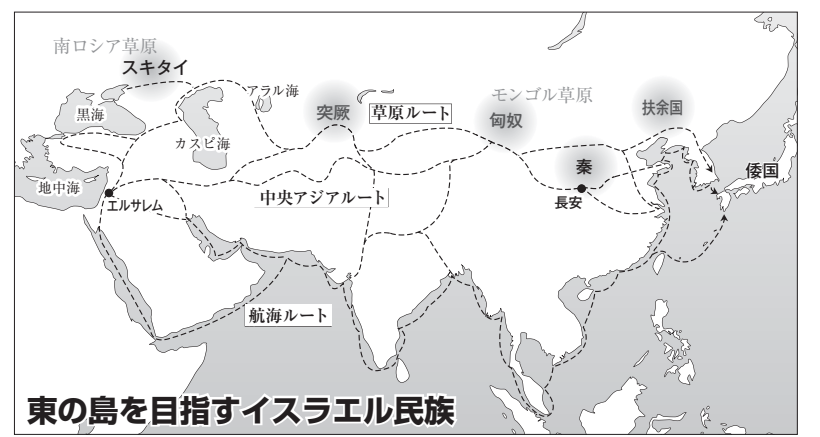 南ロシア草原
スキタイ
アラル海
黒海
カスピ海
突厥
草原ルート
モンゴル草原
匈奴
扶余国
地中海
エルサレム
中央アジアルート
秦
長安
倭国
航海ルート
東の島を目指すイスラエル民族